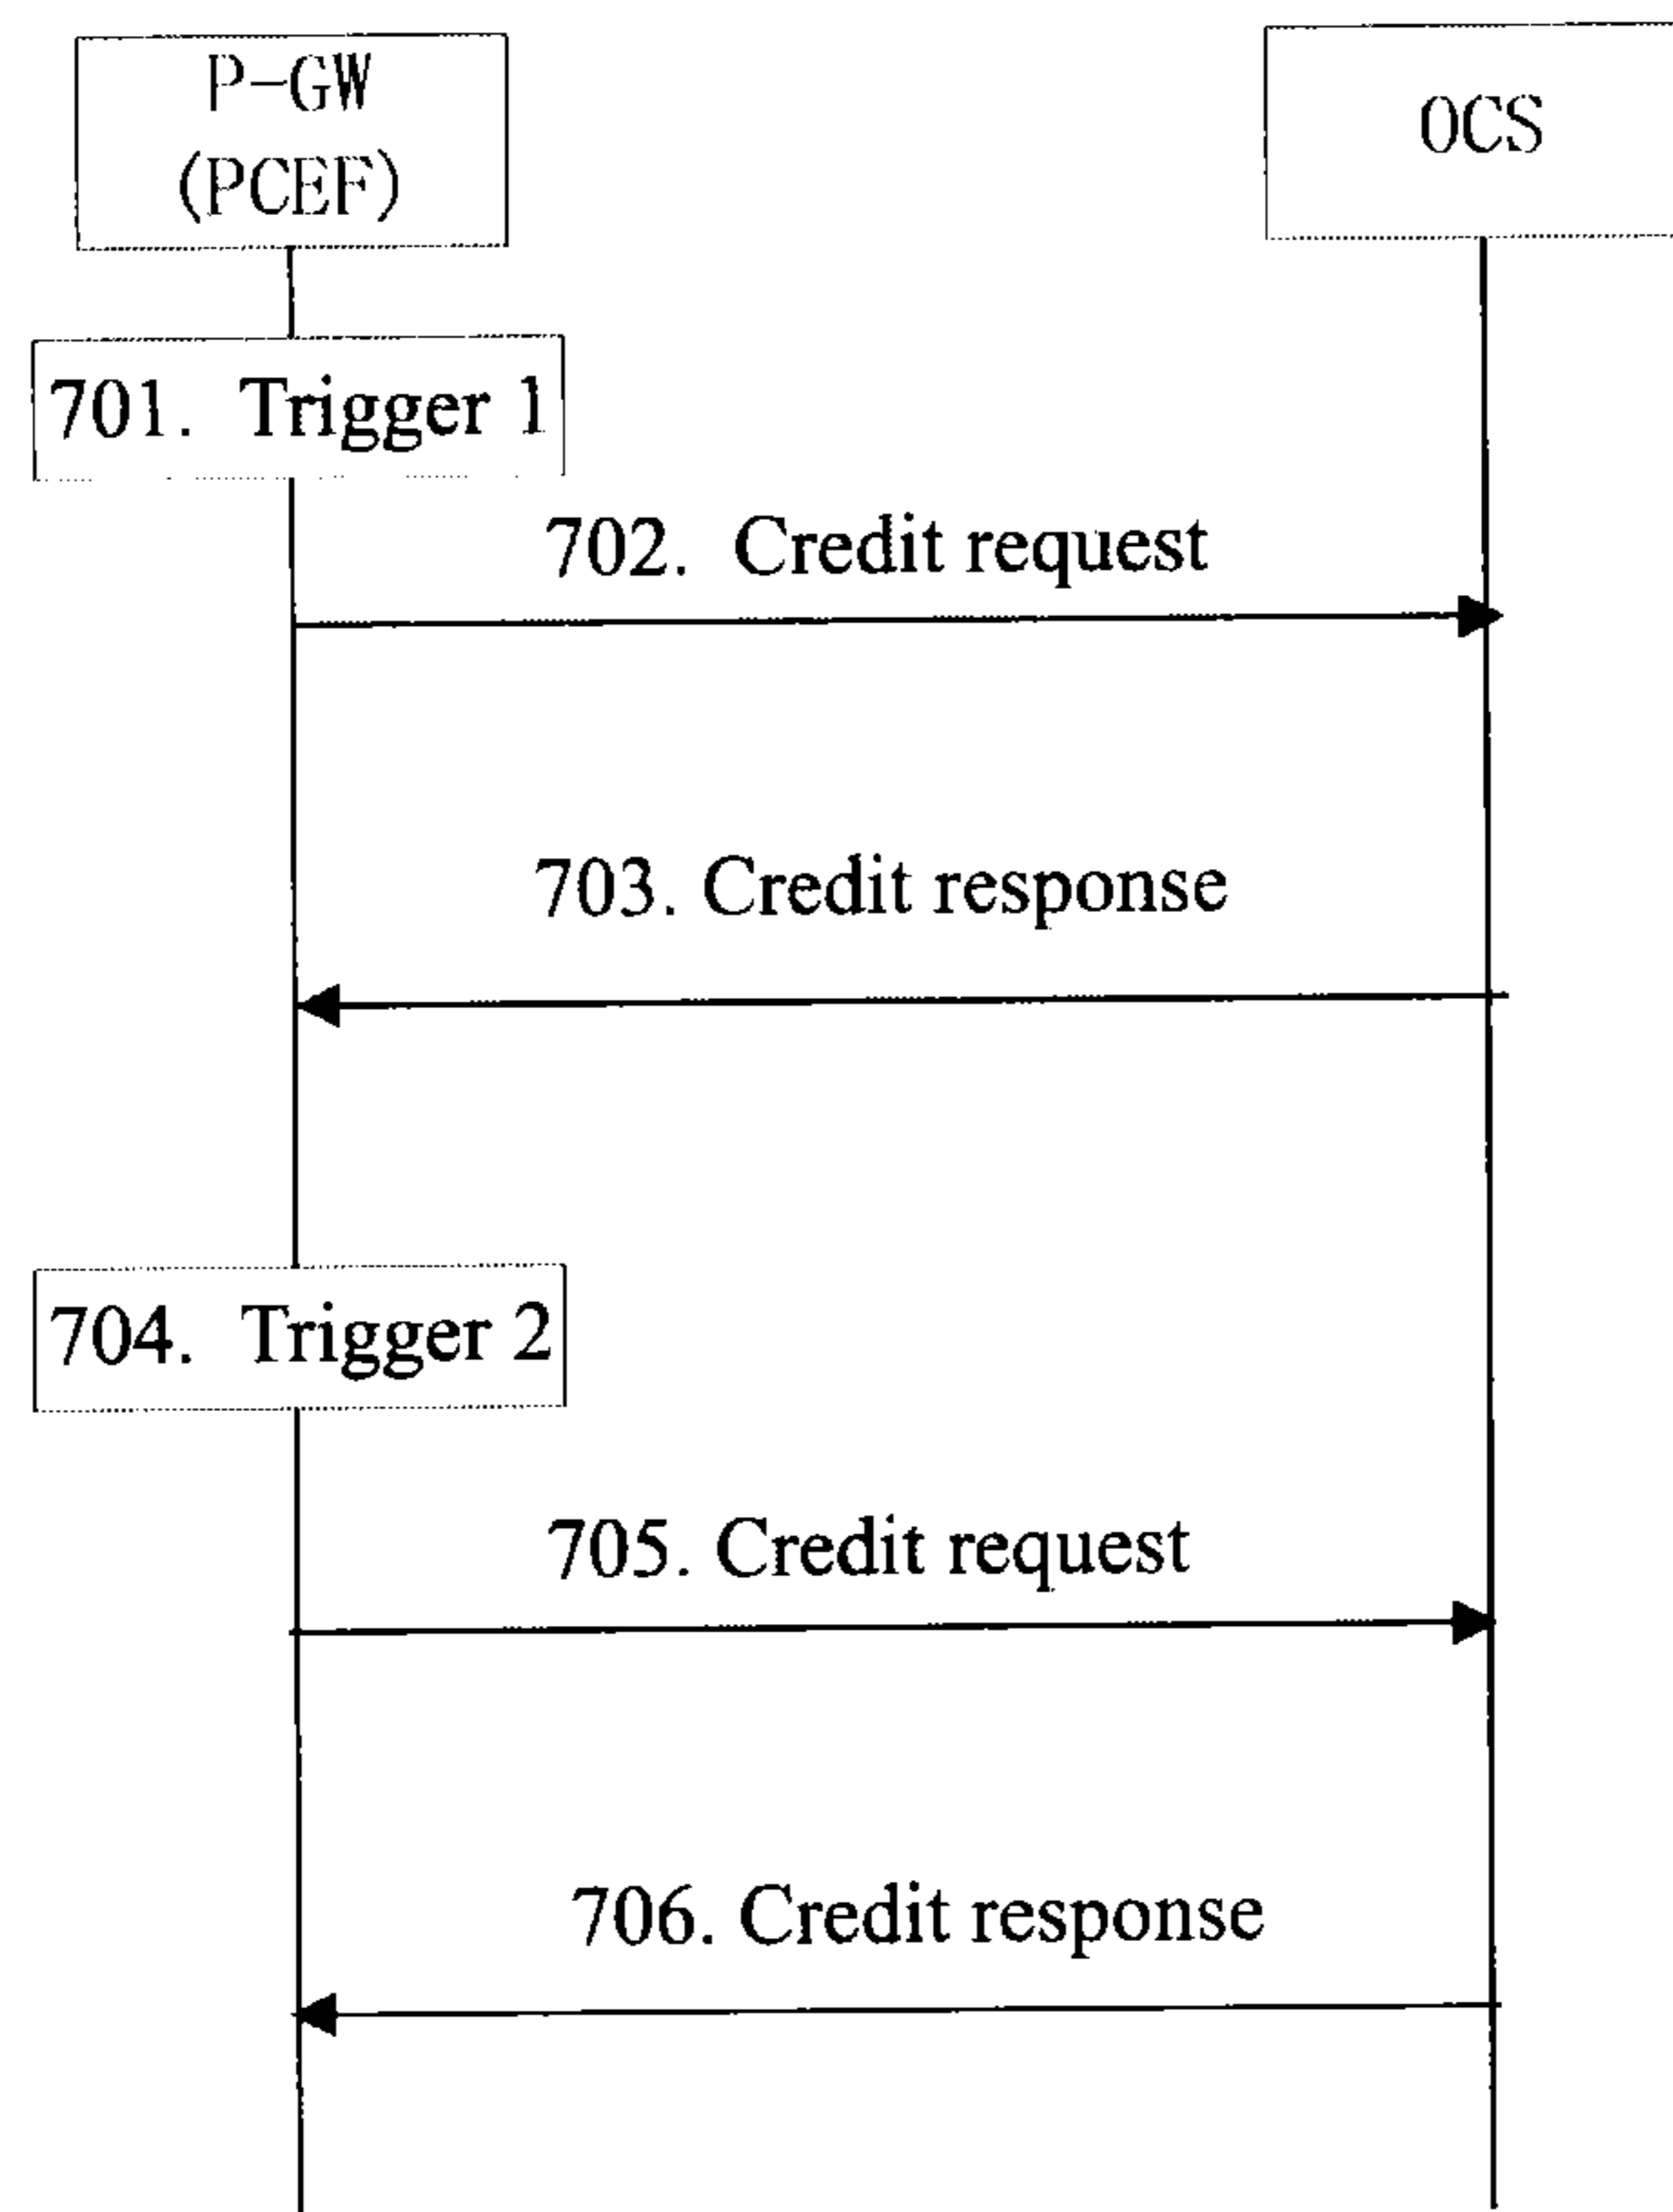 P-GW
(PCEF)
OCS
701. Trigger 1
702. Credit request
703. Credit response
704. Trigger 2
705. Credit request
706. Credit response